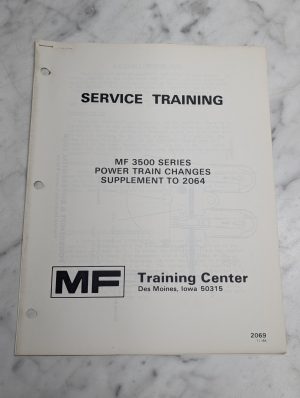 SERVICE TRAINING
MF 3500 SERIES
POWER TRAIN CHANGES
SUPPLEMENT TO 2064
MF
Training Center
Des Moines, Iowa 50315
2069